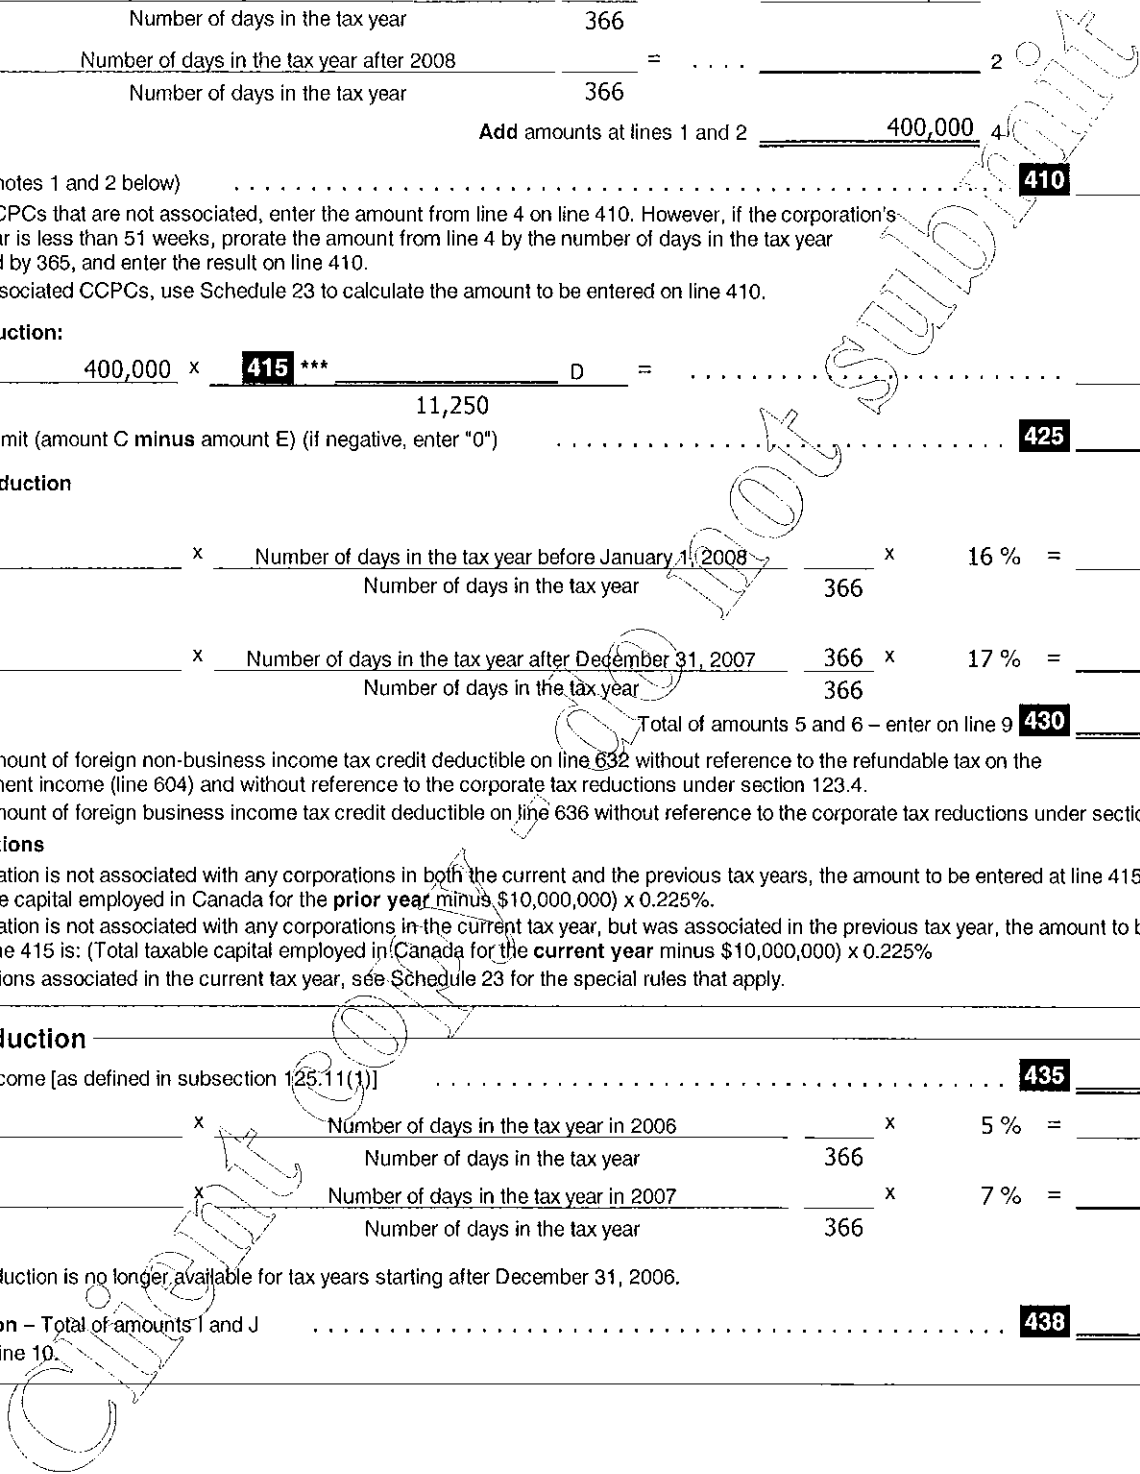 Number of days in the tax year 366
Number of days in the tax year after 2008 = .... 2
Number of days in the tax year 366
Add amounts at lines 1 and 2 400,000 4
notes 1 and 2 below) 410
CPCs that are not associated, enter the amount from line 4 on line 410. However, if the corporation's
ar is less than 51 weeks, prorate the amount from line 4 by the number of days in the tax year
d by 365, and enter the result on line 410.
sociated CCPCs, use Schedule 23 to calculate the amount to be entered on line 410.
uction:
400,000 x 415 *** D =
11,250
mit (amount C minus amount E) (if negative, enter "0") 425
duction
x Number of days in the tax year before January 1, 2008 x 16 % =
Number of days in the tax year 366
x Number of days in the tax year after December 31, 2007 366 x 17 % =
Number of days in the tax year 366
Total of amounts 5 and 6 – enter on line 9 430
nount of foreign non-business income tax credit deductible on line 632 without reference to the refundable tax on the
nent income (line 604) and without reference to the corporate tax reductions under section 123.4.
nount of foreign business income tax credit deductible on line 636 without reference to the corporate tax reductions under sectio
tions
ation is not associated with any corporations in both the current and the previous tax years, the amount to be entered at line 415
e capital employed in Canada for the prior year minus $10,000,000) x 0.225%.
ation is not associated with any corporations in the current tax year, but was associated in the previous tax year, the amount to b
ne 415 is: (Total taxable capital employed in Canada for the current year minus $10,000,000) x 0.225%
ions associated in the current tax year, see Schedule 23 for the special rules that apply.
duction
come [as defined in subsection 125.11(1)] 435
x Number of days in the tax year in 2006 x 5 % =
Number of days in the tax year 366
x Number of days in the tax year in 2007 x 7 % =
Number of days in the tax year 366
duction is no longer available for tax years starting after December 31, 2006.
on – Total of amounts I and J 438
ine 10.
Client copy - do not submit